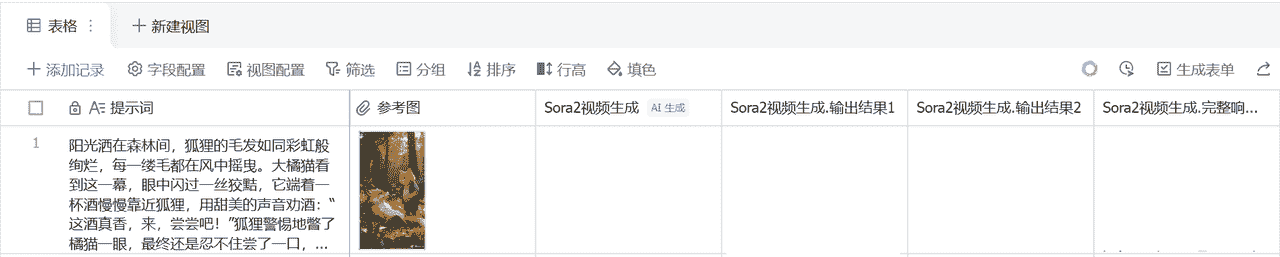 表格
新建视图
添加记录 字段配置 视图配置 筛选 分组 排序 行高 填色 生成表单
提示词 参考图 Sora2视频生成 AI 生成 Sora2视频生成.输出结果1 Sora2视频生成.输出结果2 Sora2视频生成.完整响...
1
阳光洒在森林间，狐狸的毛发如同彩虹般
绚烂，每一缕毛都在风中摇曳。大橘猫看
到这一幕，眼中闪过一丝狡黠，它端着一
杯酒慢慢靠近狐狸，用甜美的声音劝酒：“
这酒真香，来，尝尝吧！”狐狸警惕地瞥了
橘猫一眼，最终还是忍不住尝了一口，...